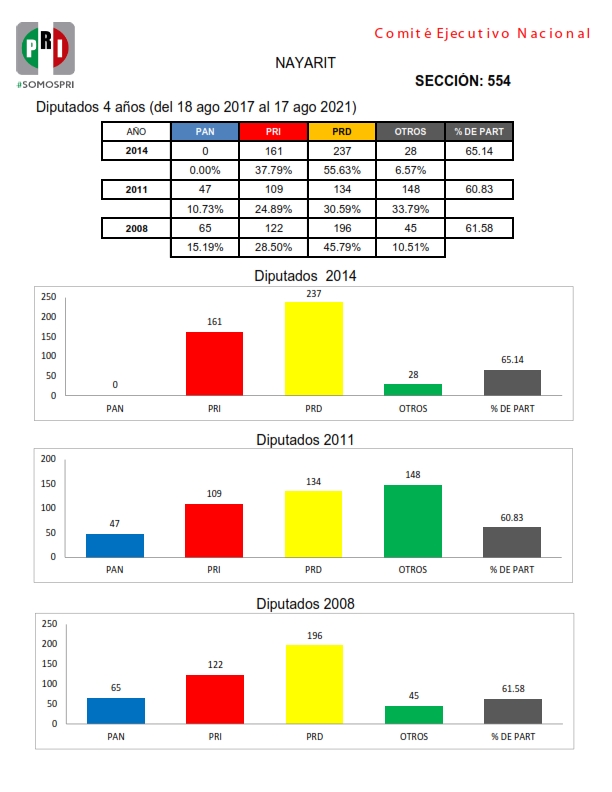 Comité Ejecutivo Nacional
PRI
#SOMOSPRI
NAYARIT
SECCIÓN: 554
Diputados 4 años (del 18 ago 2017 al 17 ago 2021)
AÑO PAN PRI PRD OTROS % DE PART
2014 0 161 237 28 65.14
0.00% 37.79% 55.63% 6.57%
2011 47 109 134 148 60.83
10.73% 24.89% 30.59% 33.79%
2008 65 122 196 45 61.58
15.19% 28.50% 45.79% 10.51%
Diputados 2014
250
200
150
100
50
0
0 161 237 28 65.14
PAN PRI PRD OTROS % DE PART
Diputados 2011
200
150
100
50
0
47 109 134 148 60.83
PAN PRI PRD OTROS % DE PART
Diputados 2008
250
200
150
100
50
0
65 122 196 45 61.58
PAN PRI PRD OTROS % DE PART